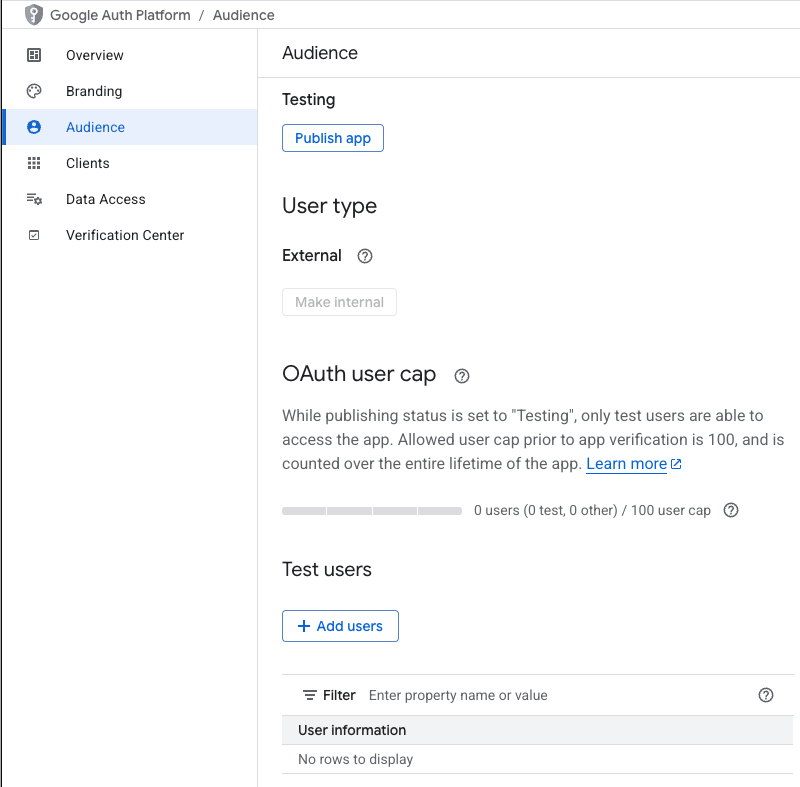 Google Auth Platform / Audience
Overview
Branding
Audience
Clients
Data Access
Verification Center
Audience
Testing
Publish app
User type
External
Make internal
OAuth user cap
While publishing status is set to "Testing", only test users are able to
access the app. Allowed user cap prior to app verification is 100, and is
counted over the entire lifetime of the app. Learn more
0 users (0 test, 0 other) / 100 user cap
Test users
+ Add users
Filter Enter property name or value
User information
No rows to display